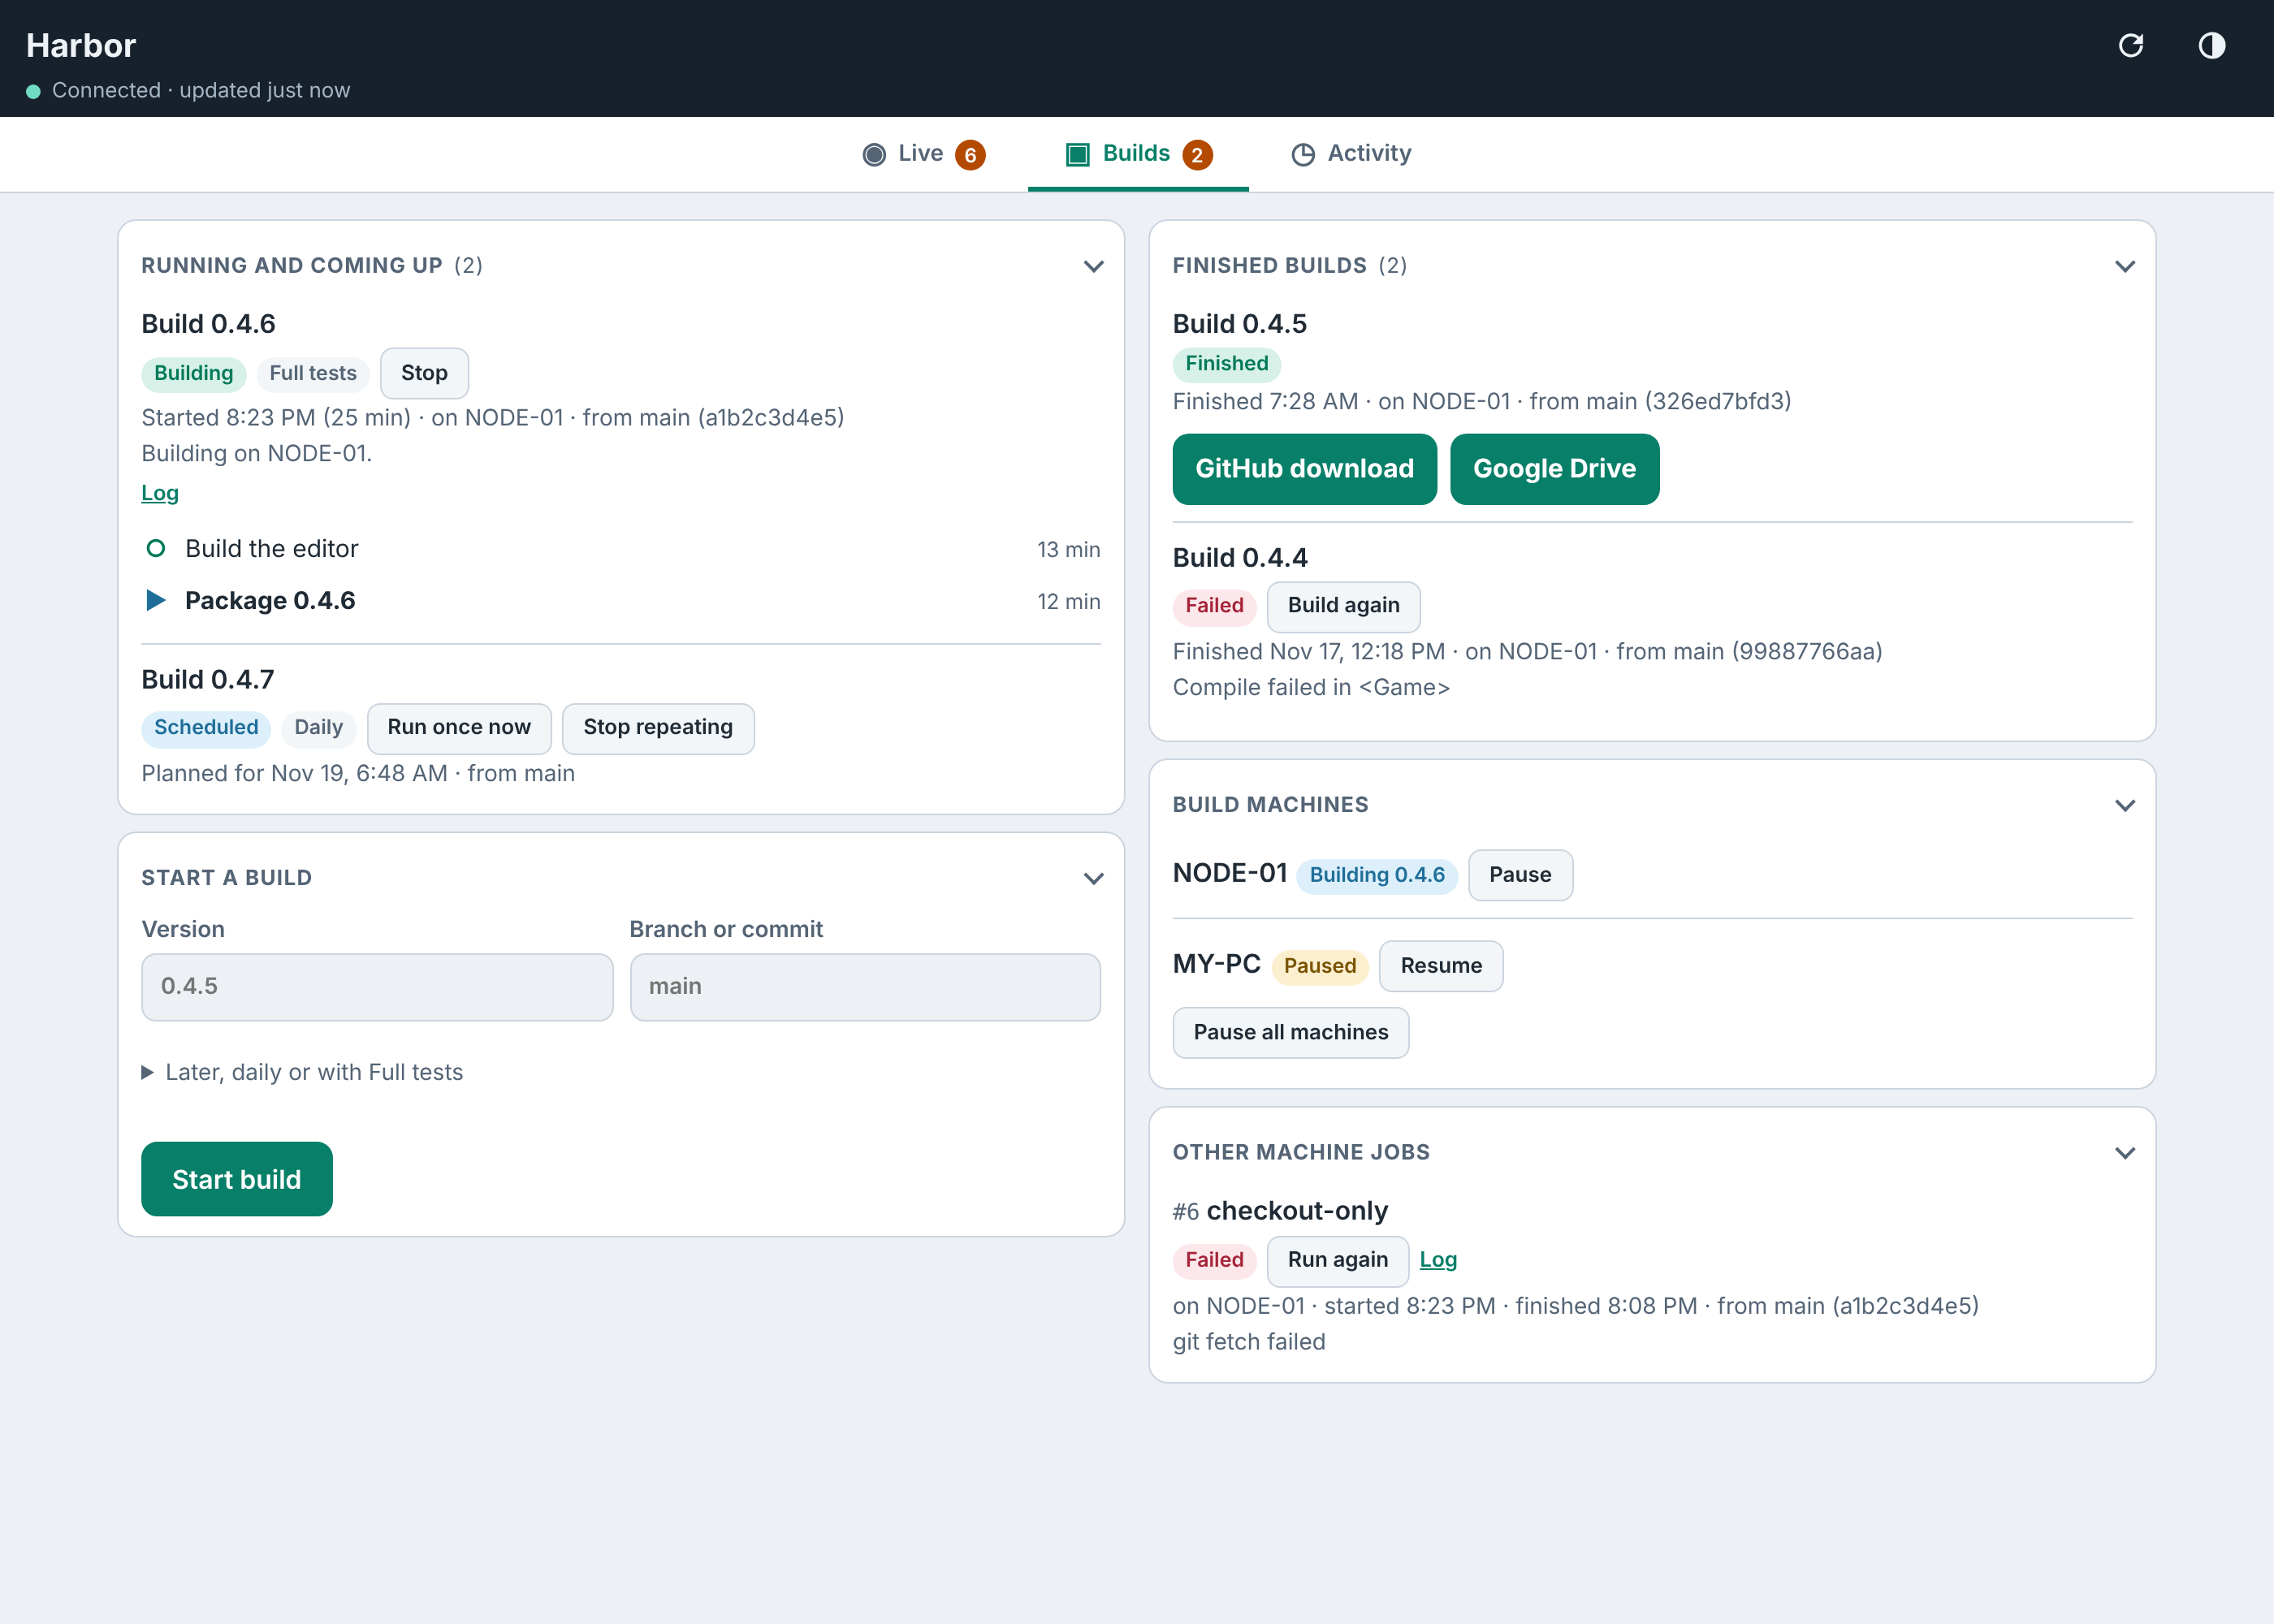 Harbor
Connected · updated just now
Live 6
Builds 2
Activity
RUNNING AND COMING UP (2)
Build 0.4.6
Building Full tests Stop
Started 8:23 PM (25 min) · on NODE-01 · from main (a1b2c3d4e5)
Building on NODE-01.
Log
Build the editor 13 min
Package 0.4.6 12 min
Build 0.4.7
Scheduled Daily Run once now Stop repeating
Planned for Nov 19, 6:48 AM · from main
START A BUILD
Version Branch or commit
0.4.5 main
Later, daily or with Full tests
Start build
FINISHED BUILDS (2)
Build 0.4.5
Finished
Finished 7:28 AM · on NODE-01 · from main (326ed7bfd3)
GitHub download Google Drive
Build 0.4.4
Failed Build again
Finished Nov 17, 12:18 PM · on NODE-01 · from main (99887766aa)
Compile failed in <Game>
BUILD MACHINES
NODE-01 Building 0.4.6 Pause
MY-PC Paused Resume
Pause all machines
OTHER MACHINE JOBS
#6 checkout-only
Failed Run again Log
on NODE-01 · started 8:23 PM · finished 8:08 PM · from main (a1b2c3d4e5)
git fetch failed